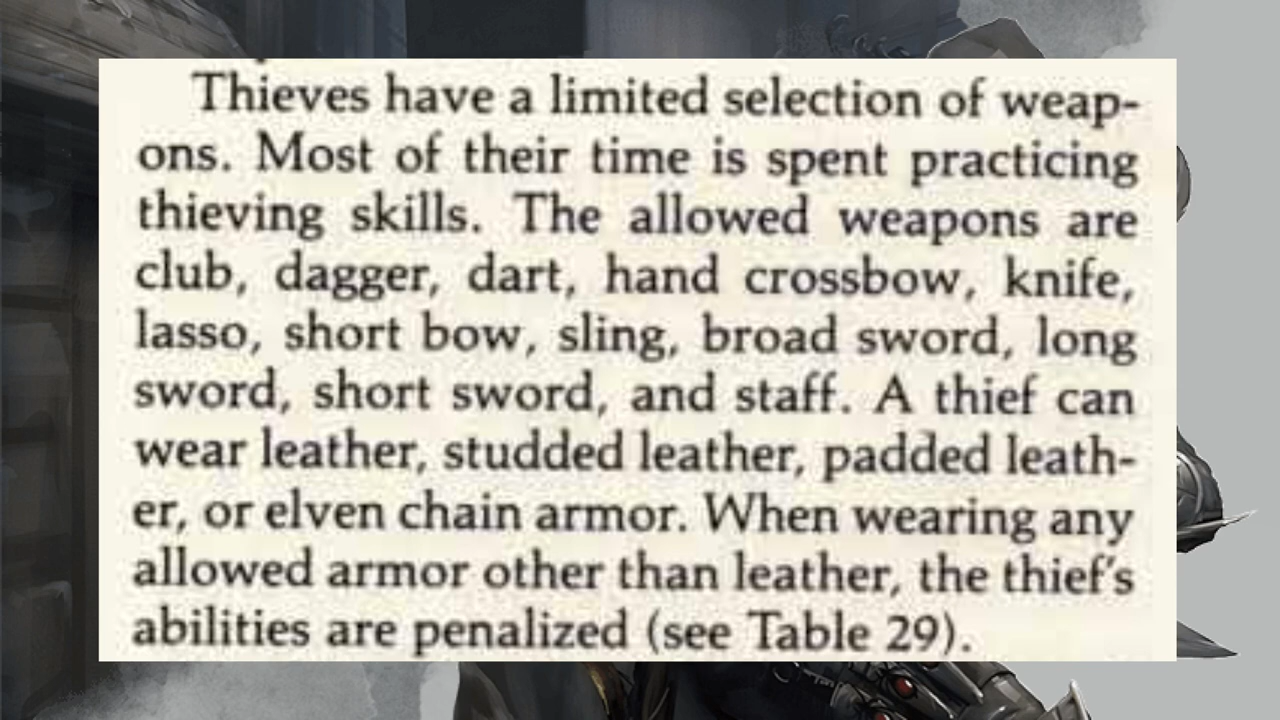 Thieves have a limited selection of weap-
ons. Most of their time is spent practicing
thieving skills. The allowed weapons are
club, dagger, dart, hand crossbow, knife,
lasso, short bow, sling, broad sword, long
sword, short sword, and staff. A thief can
wear leather, studded leather, padded leath-
er, or elven chain armor. When wearing any
allowed armor other than leather, the thief's
abilities are penalized (see Table 29).